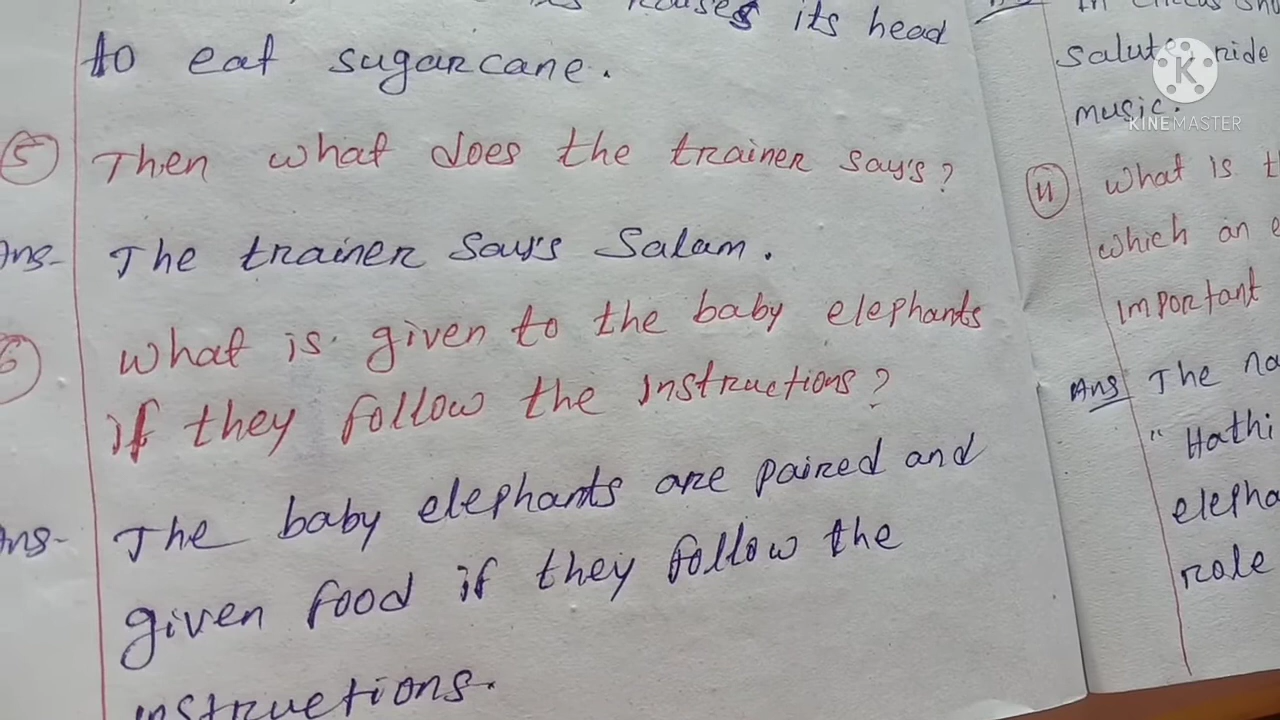 its head
to eat sugarcane.
5 Then what does the trainer say's?
Ans- The trainer say's Salam.
6 What is given to the baby elephants
if they follow the instructions?
Ans- The baby elephants are paired and
given food if they follow the
instructions.
salute, ride
music.
11 What is
which an
important
Ans The
"Hathi
role
KINEMASTER